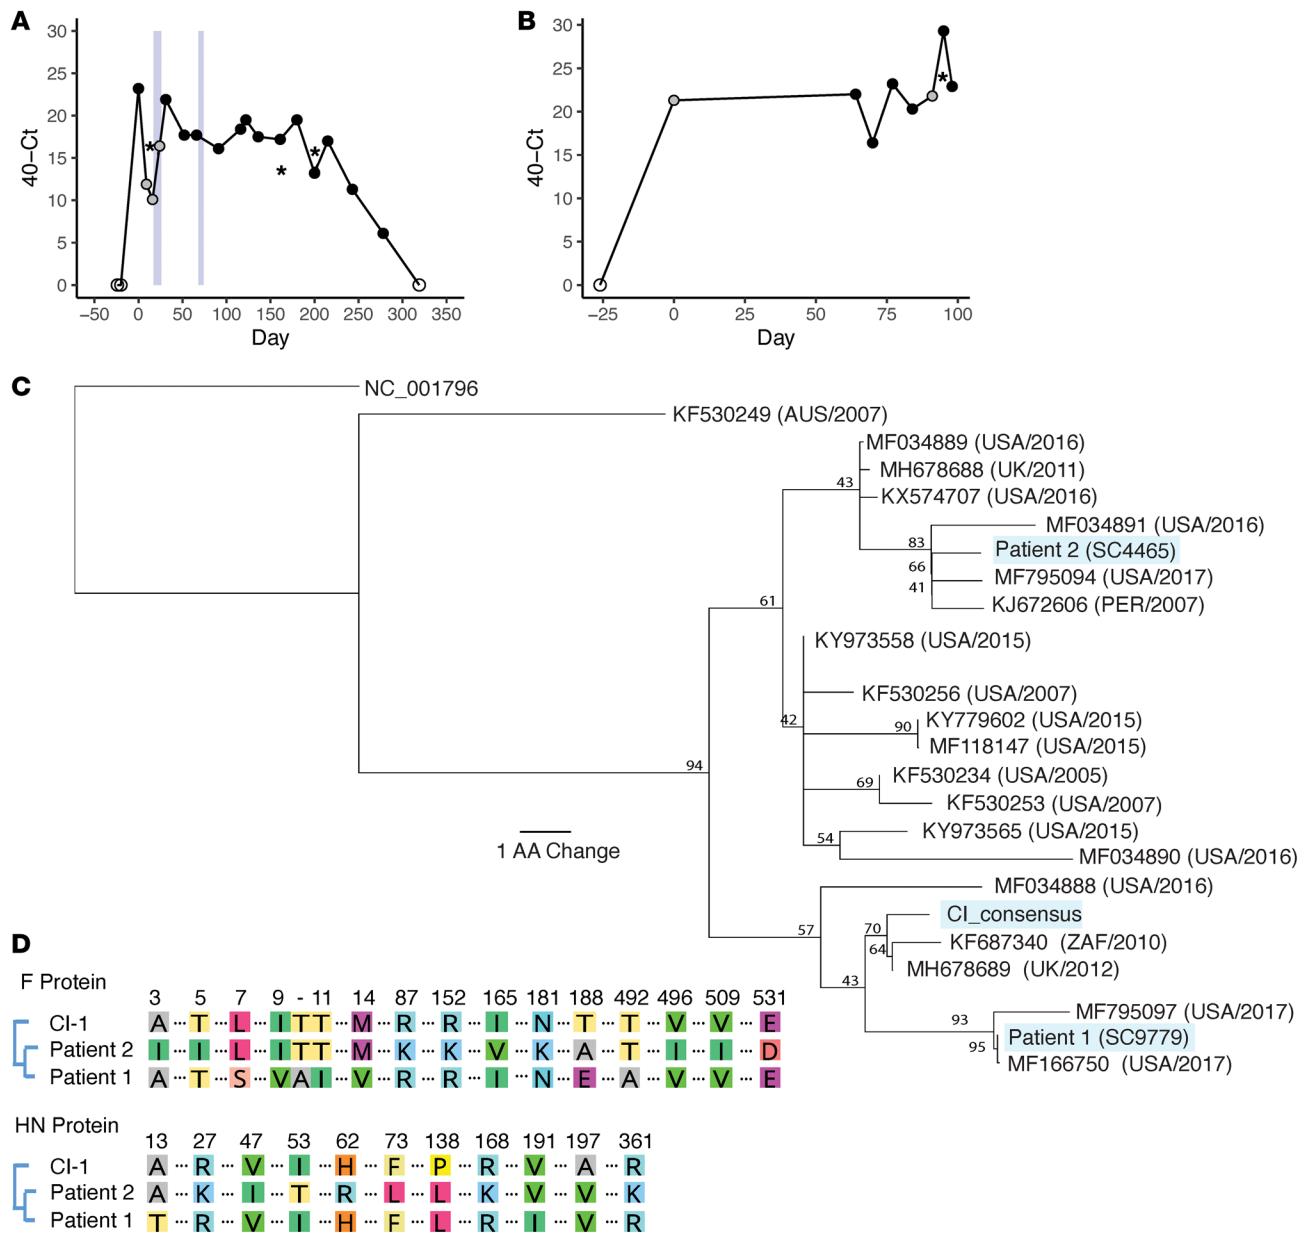 A
30
25
20
15
10
5
0
40−Ct
* * *
−50 0 50 100 150 200 250 300 350
Day
B
30
25
20
15
10
5
0
40−Ct
*
−25 0 25 50 75 100
Day
C
NC_001796
KF530249 (AUS/2007)
MF034889 (USA/2016)
MH678688 (UK/2011)
43
KX574707 (USA/2016)
MF034891 (USA/2016)
83
Patient 2 (SC4465)
66
MF795094 (USA/2017)
41
KJ672606 (PER/2007)
61
KY973558 (USA/2015)
KF530256 (USA/2007)
42
KY779602 (USA/2015)
90
MF118147 (USA/2015)
94
KF530234 (USA/2005)
69
KF530253 (USA/2007)
KY973565 (USA/2015)
54
MF034890 (USA/2016)
1 AA Change
MF034888 (USA/2016)
57
CI_consensus
70
KF687340 (ZAF/2010)
64
MH678689 (UK/2012)
43
MF795097 (USA/2017)
93
Patient 1 (SC9779)
95
MF166750 (USA/2017)
D
F Protein
3 5 7 9 - 11 14 87 152 165 181 188 492 496 509 531
CI-1 A ··· T ··· L ··· I T T ··· M ··· R ··· R ··· I ··· N ··· T ··· T ··· V ··· V ··· E
Patient 2 I ··· I ··· L ··· I T T ··· M ··· K ··· K ··· V ··· K ··· A ··· T ··· I ··· I ··· D
Patient 1 A ··· T ··· S ··· V A I ··· V ··· R ··· R ··· I ··· N ··· E ··· A ··· V ··· V ··· E
HN Protein
13 27 47 53 62 73 138 168 191 197 361
CI-1 A ··· R ··· V ··· I ··· H ··· F ··· P ··· R ··· V ··· A ··· R
Patient 2 A ··· K ··· I ··· T ··· R ··· L ··· L ··· K ··· V ··· V ··· K
Patient 1 T ··· R ··· V ··· I ··· H ··· F ··· L ··· R ··· I ··· V ··· R